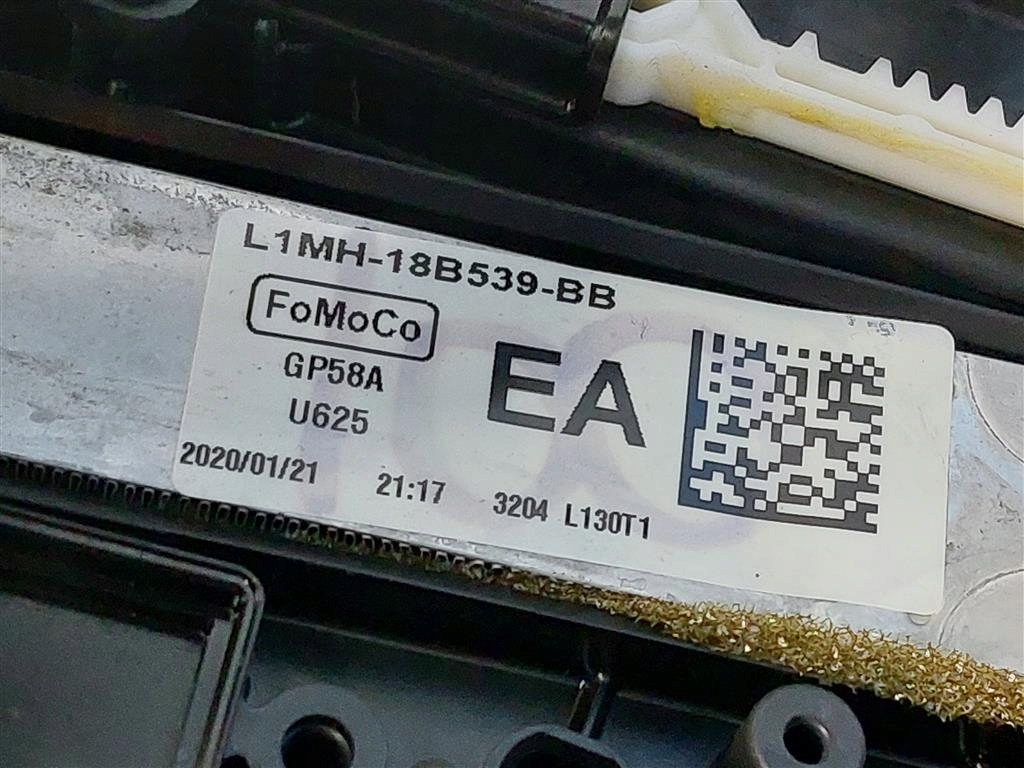 L1MH-18B539-BB
FoMoCo
EA
GP58A
U625
2020/01/21 21:17 3204 L130T1